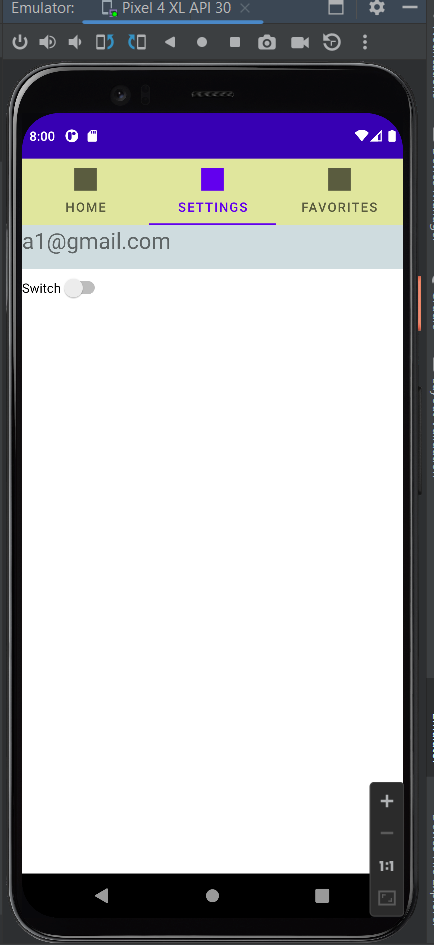 Emulator: Pixel 4 XL API 30
8:00
HOME SETTINGS FAVORITES
a1@gmail.com
Switch
1:1